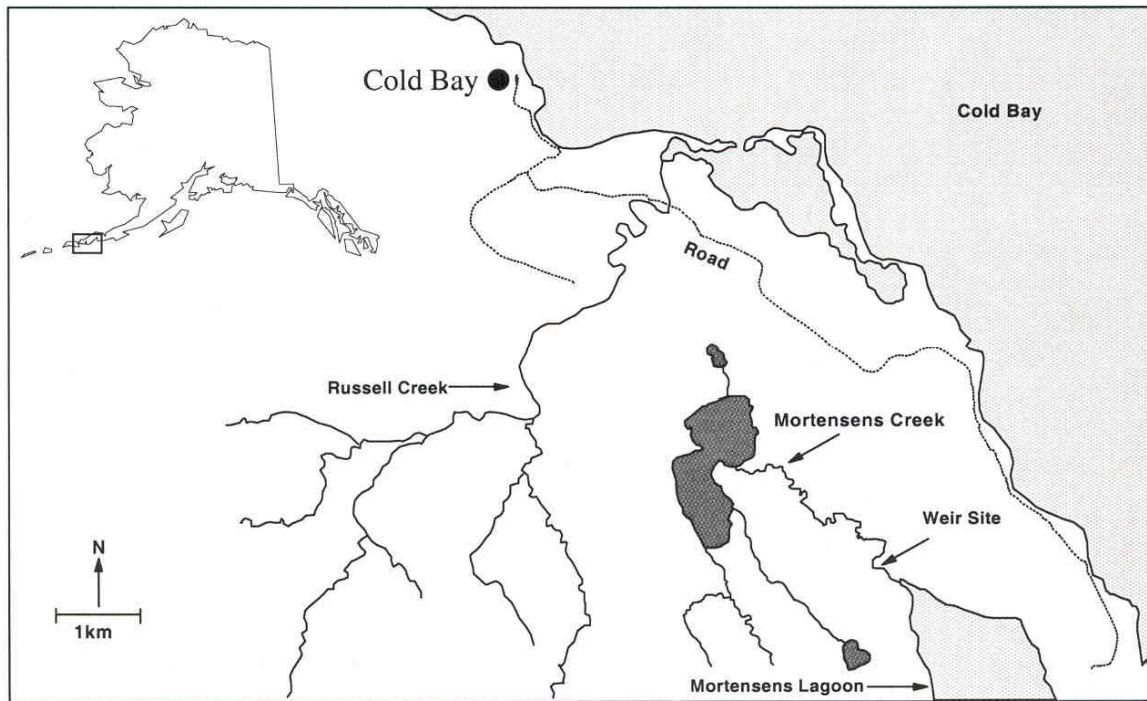 Cold Bay
Cold Bay
Road
Russell Creek
Mortensens Creek
Weir Site
N
1km
Mortensens Lagoon